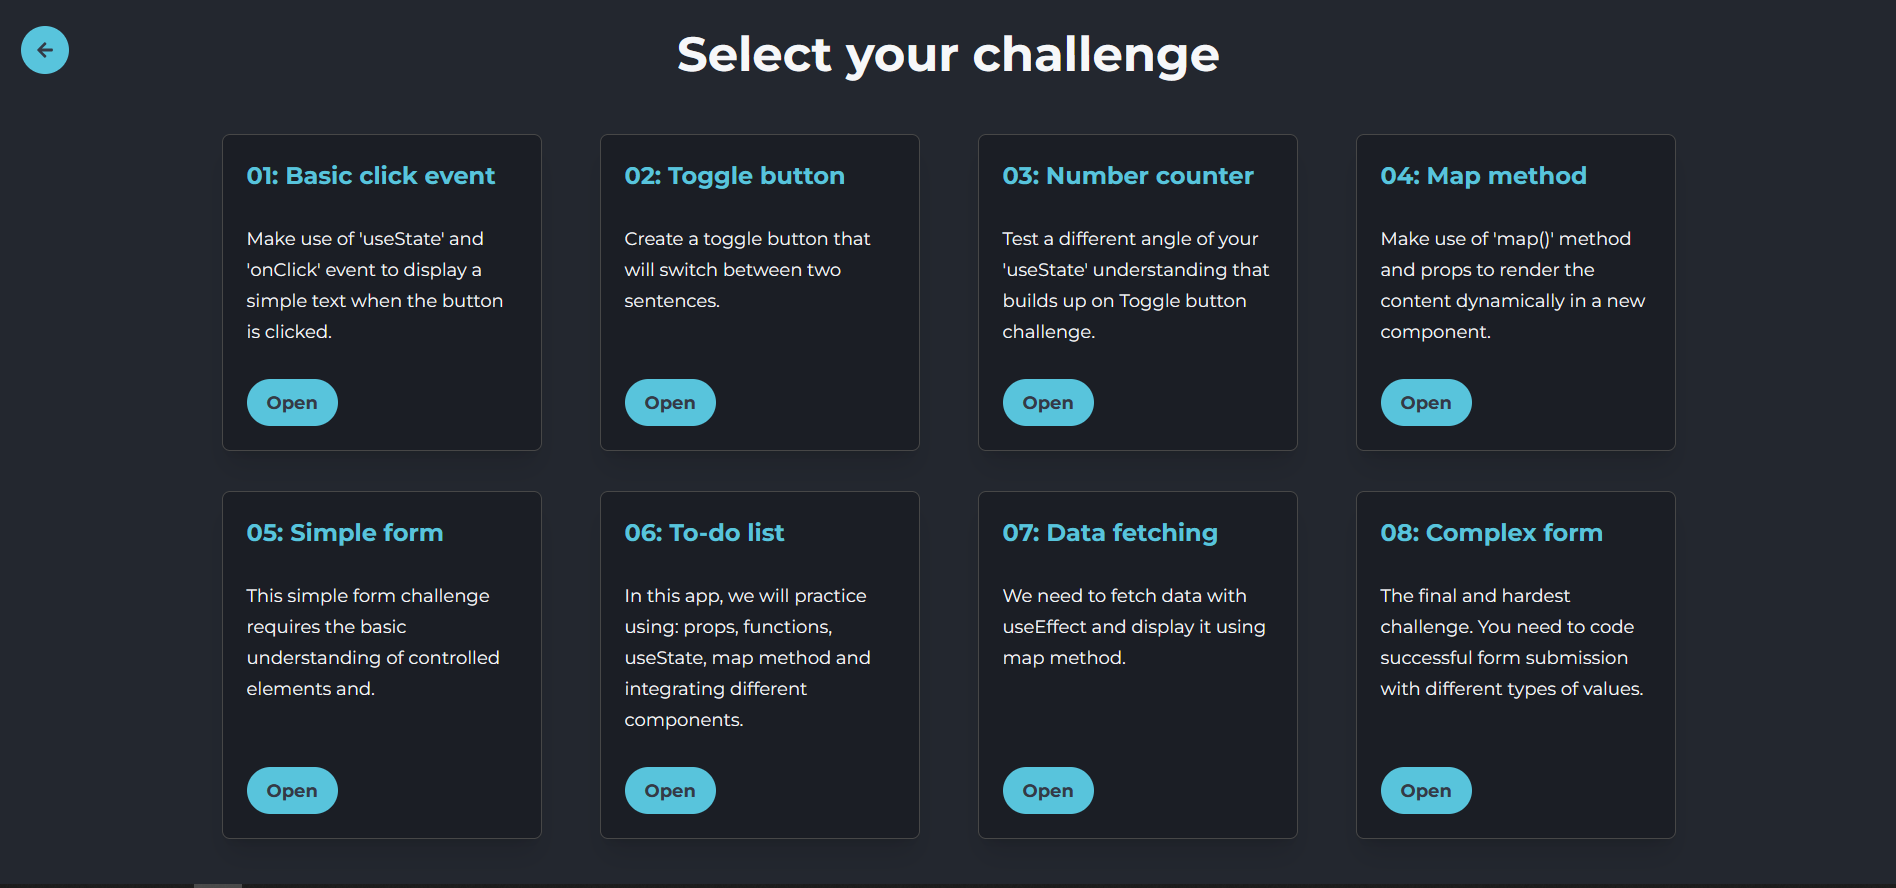 Select your challenge
01: Basic click event
Make use of 'useState' and
'onClick' event to display a
simple text when the button
is clicked.
Open
02: Toggle button
Create a toggle button that
will switch between two
sentences.
Open
03: Number counter
Test a different angle of your
'useState' understanding that
builds up on Toggle button
challenge.
Open
04: Map method
Make use of 'map()' method
and props to render the
content dynamically in a new
component.
Open
05: Simple form
This simple form challenge
requires the basic
understanding of controlled
elements and.
Open
06: To-do list
In this app, we will practice
using: props, functions,
useState, map method and
integrating different
components.
Open
07: Data fetching
We need to fetch data with
useEffect and display it using
map method.
Open
08: Complex form
The final and hardest
challenge. You need to code
successful form submission
with different types of values.
Open